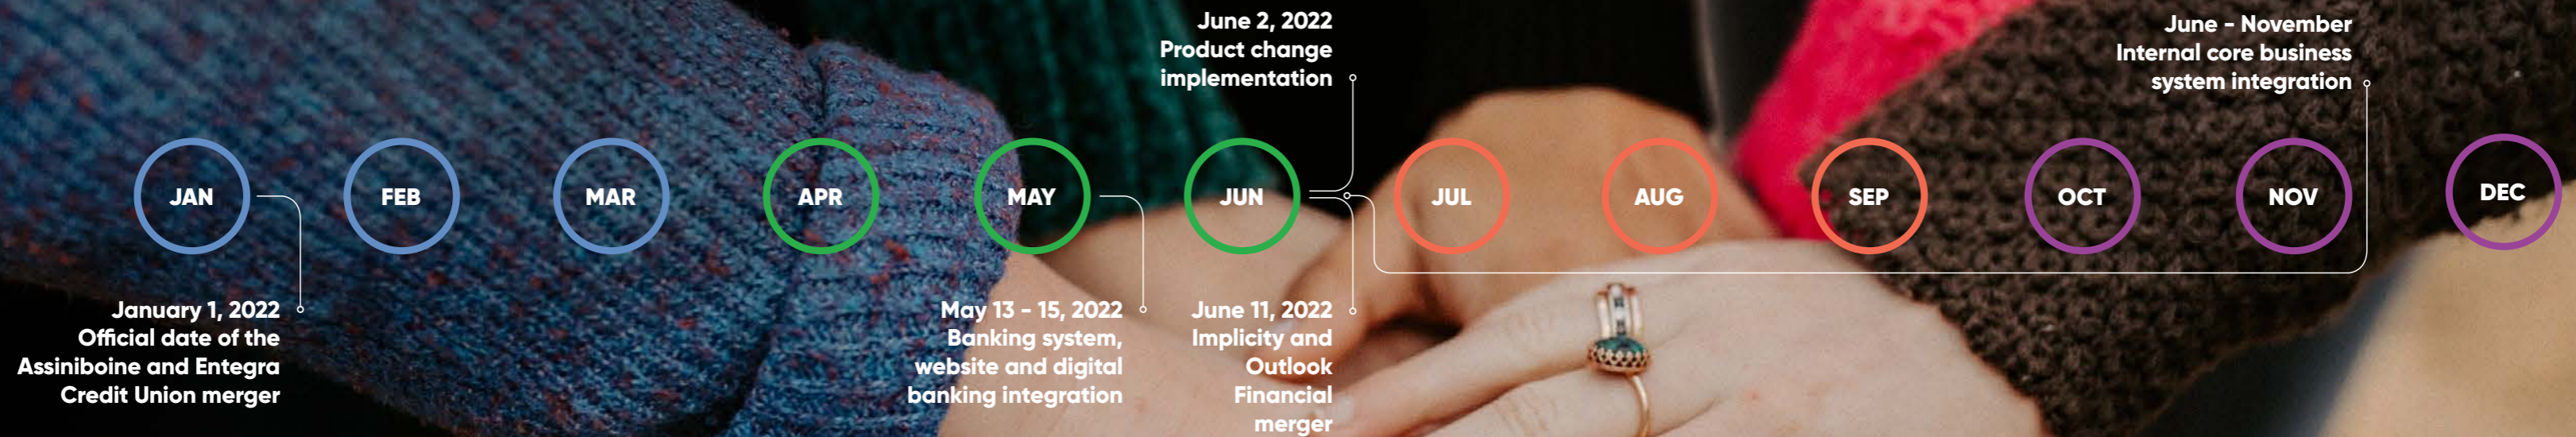 June 2, 2022
Product change
implementation
June - November
Internal core business
system integration
JAN
FEB
MAR
APR
MAY
JUN
JUL
AUG
SEP
OCT
NOV
DEC
January 1, 2022
Official date of the
Assiniboine and Entegra
Credit Union merger
May 13 - 15, 2022
Banking system,
website and digital
banking integration
June 11, 2022
Implicity and
Outlook
Financial
merger